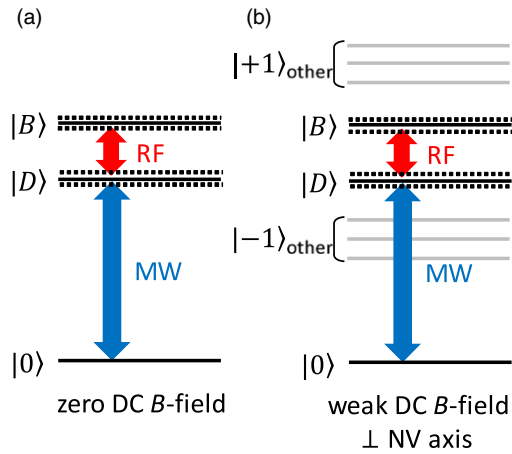 (a)
|B⟩
RF
|D⟩
MW
|0⟩
zero DC B-field
(b)
|+1⟩other
|B⟩
RF
|D⟩
|−1⟩other
MW
|0⟩
weak DC B-field
⊥ NV axis